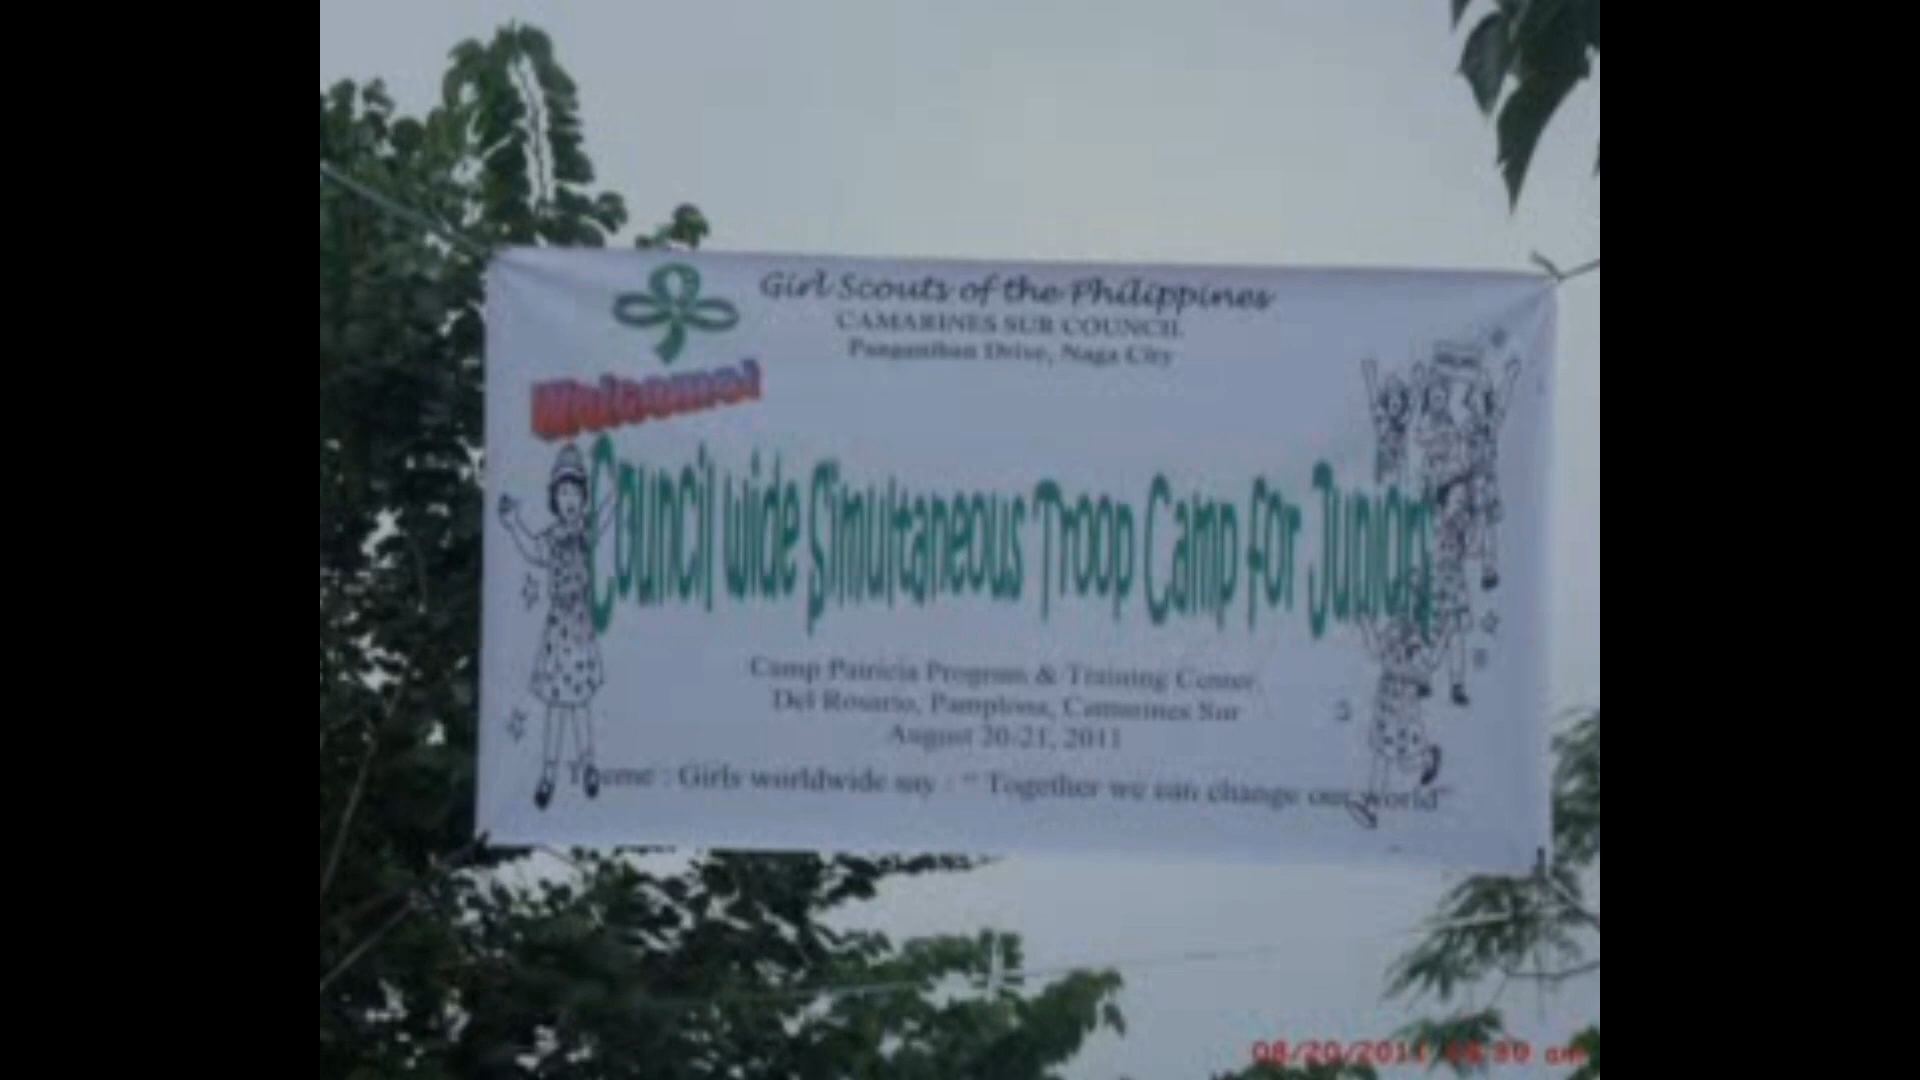 Girl Scouts of the Philippines
CAMARINES SUR COUNCIL
Panganiban Drive, Naga City
Welcome!
Council wide Simultaneous Troop Camp for Juniors
Camp Patricia Program & Training Center,
Del Rosario, Pamplona, Camarines Sur
August 20-21, 2011
Theme : Girls worldwide say : " Together we can change our world"
08/20/2011